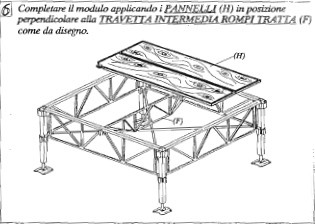 6 Completare il modulo applicando i PANNELLI (H) in posizione
perpendicolare alla TRAVETTA INTERMEDIA ROMPI TRATTA (F)
come da disegno.
(H)
(F)